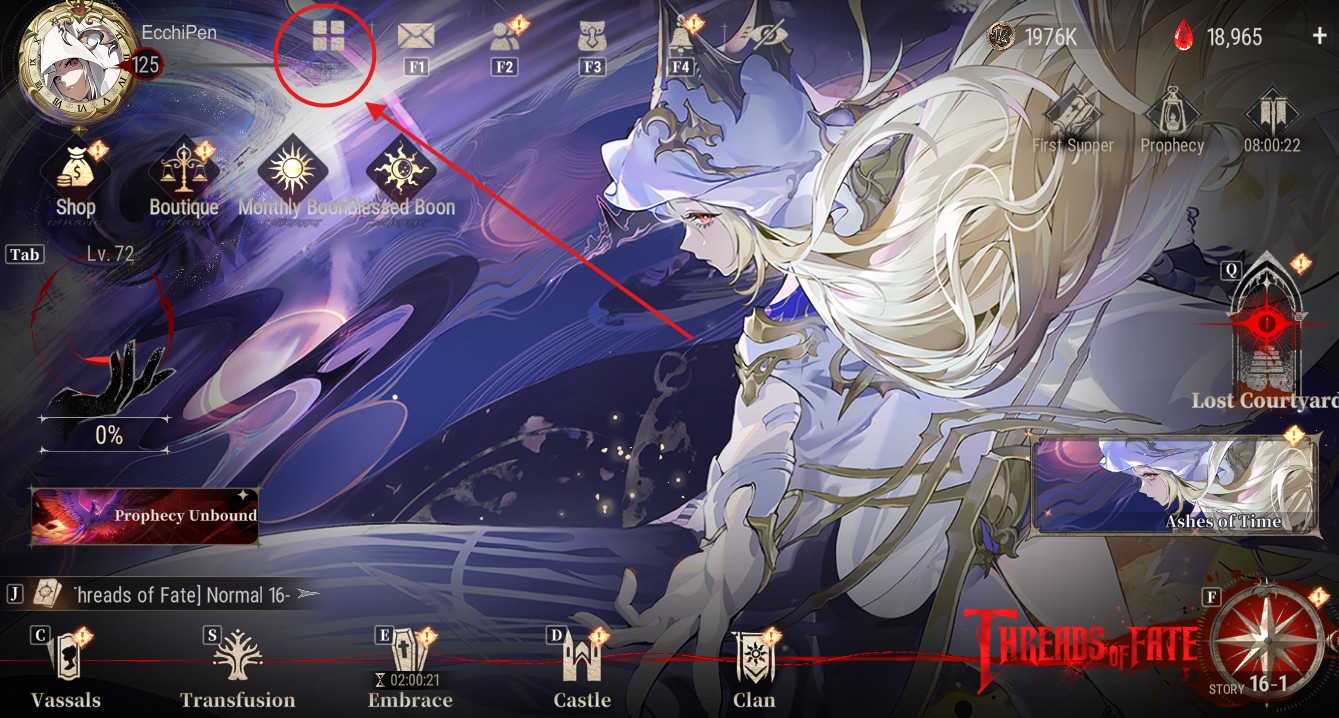 EcchiPen
125
F1
F2
F3
F4
1976K
18,965
+
First Supper
Prophecy
08:00:22
Shop
Boutique
Monthly Boon
Blessed Boon
Tab
Lv. 72
0%
Q
Lost Courtyard
Prophecy Unbound
Ashes of Time
J
hreads of Fate] Normal 16-
C
Vassals
S
Transfusion
E
02:00:21
Embrace
D
Castle
Clan
THREADS OF FATE
F
STORY 16-1